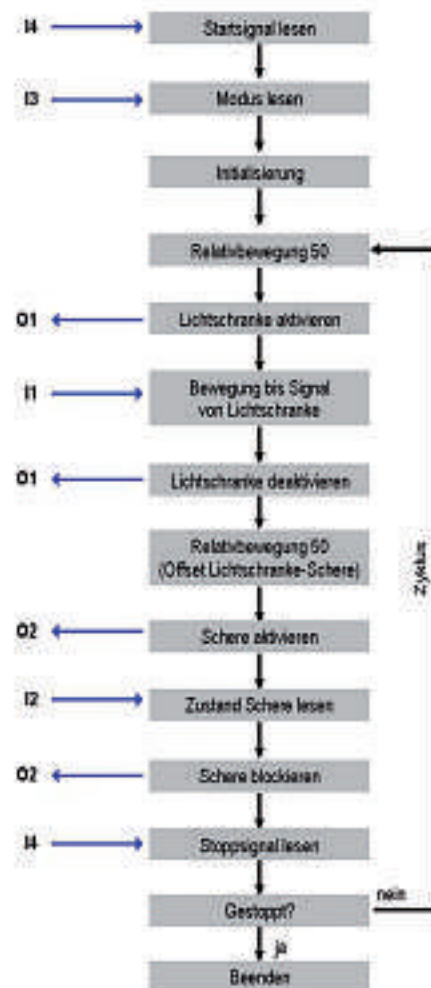 I4
Startsignal lesen
I3
Modus lesen
Initialisierung
Relativbewegung 50
O1
Lichtschranke aktivieren
I1
Bewegung bis Signal
von Lichtschranke
O1
Lichtschranke deaktivieren
Relativbewegung 50
(Offset Lichtschranke-Schere)
O2
Schere aktivieren
I2
Zustand Schere lesen
O2
Schere blockieren
I4
Stoppsignal lesen
Gestoppt?
nein
ja
Beenden
Zyklus